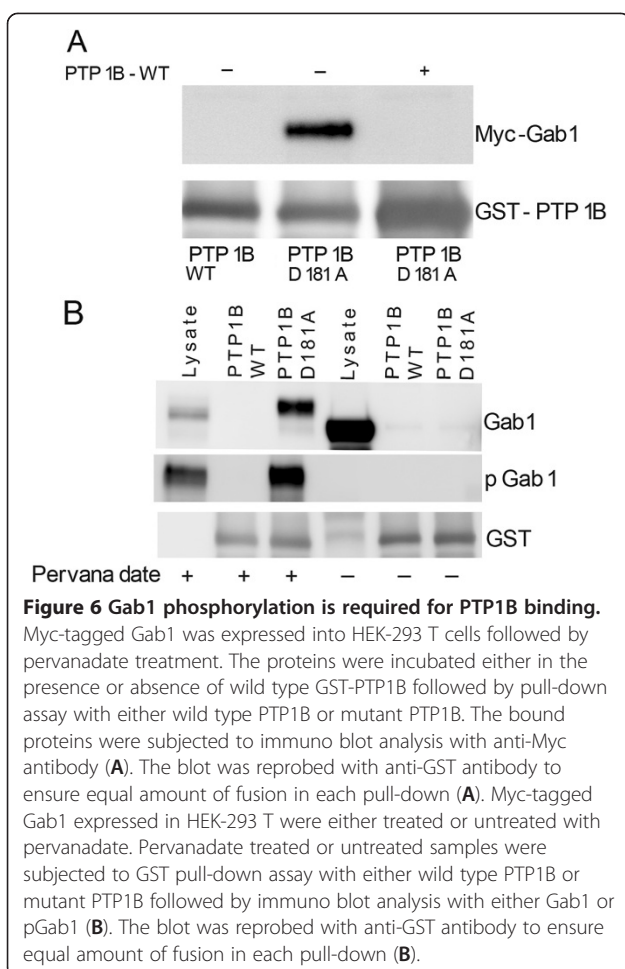 A
PTP 1B - WT – – +
Myc-Gab1
GST - PTP 1B
PTP 1B WT PTP 1B D 181 A PTP 1B D 181 A
B
Lysate PTP1B WT PTP1B D181A Lysate PTP1B WT PTP1B D181A
Gab1
p Gab 1
GST
Pervana date + + + – – –
Figure 6 Gab1 phosphorylation is required for PTP1B binding.
Myc-tagged Gab1 was expressed into HEK-293 T cells followed by
pervanadate treatment. The proteins were incubated either in the
presence or absence of wild type GST-PTP1B followed by pull-down
assay with either wild type PTP1B or mutant PTP1B. The bound
proteins were subjected to immuno blot analysis with anti-Myc
antibody (A). The blot was reprobed with anti-GST antibody to
ensure equal amount of fusion in each pull-down (A). Myc-tagged
Gab1 expressed in HEK-293 T were either treated or untreated with
pervanadate. Pervanadate treated or untreated samples were
subjected to GST pull-down assay with either wild type PTP1B or
mutant PTP1B followed by immuno blot analysis with either Gab1 or
pGab1 (B). The blot was reprobed with anti-GST antibody to ensure
equal amount of fusion in each pull-down (B).